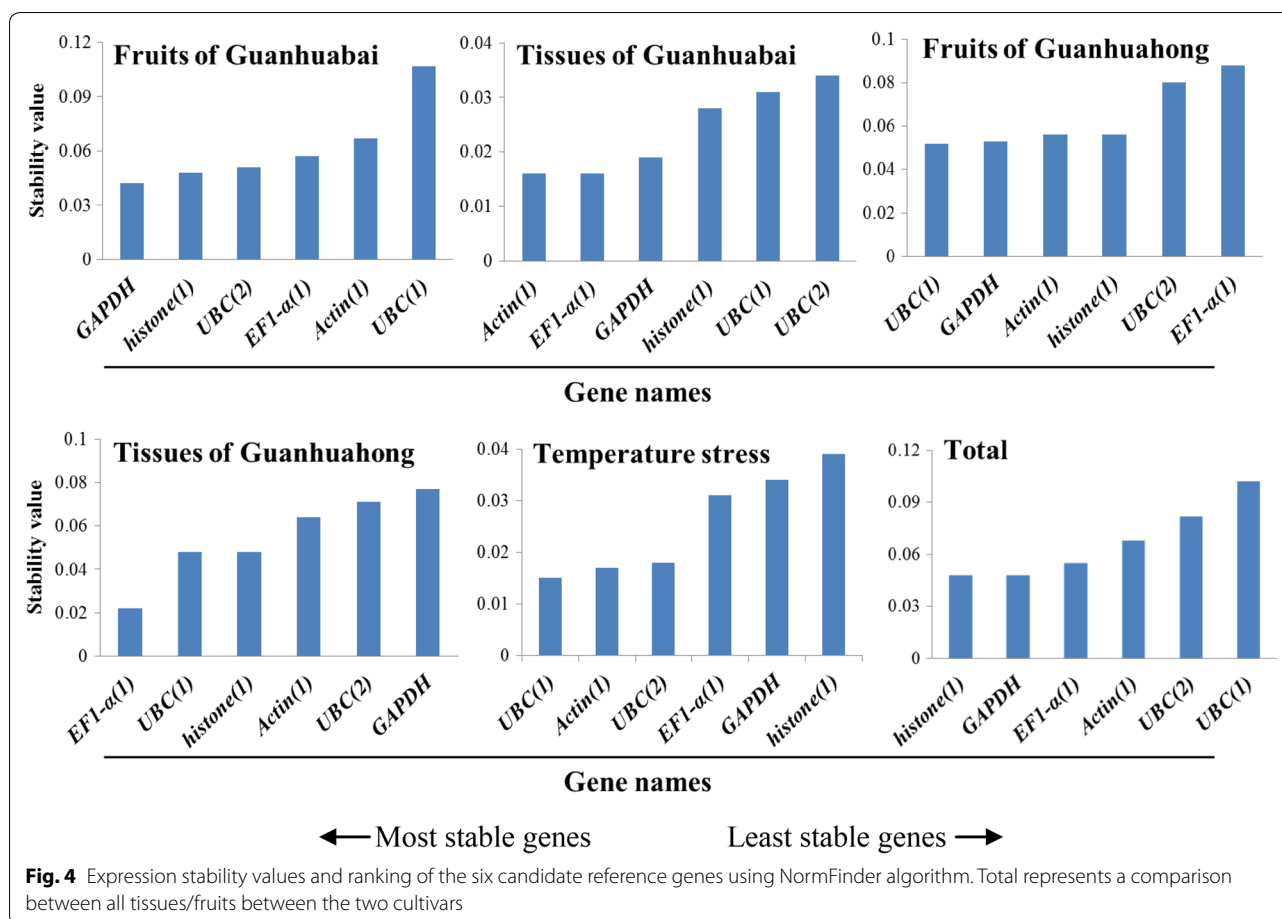 Fruits of Guanhuabai
Stability value
0.12
0.09
0.06
0.03
0
GAPDH
histone(1)
UBC(2)
EF1-α(1)
Actin(1)
UBC(1)
Tissues of Guanhuabai
0.04
0.03
0.02
0.01
0
Actin(1)
EF1-α(1)
GAPDH
histone(1)
UBC(1)
UBC(2)
Fruits of Guanhuahong
0.1
0.08
0.06
0.04
0.02
0
UBC(1)
GAPDH
Actin(1)
histone(1)
UBC(2)
EF1-α(1)
Gene names
Tissues of Guanhuahong
Stability value
0.1
0.08
0.06
0.04
0.02
0
EF1-α(1)
UBC(1)
histone(1)
Actin(1)
UBC(2)
GAPDH
Temperature stress
0.04
0.03
0.02
0.01
0
UBC(1)
Actin(1)
UBC(2)
EF1-α(1)
GAPDH
histone(1)
Total
0.12
0.09
0.06
0.03
0
histone(1)
GAPDH
EF1-α(1)
Actin(1)
UBC(2)
UBC(1)
Gene names
← Most stable genes Least stable genes →
Fig. 4 Expression stability values and ranking of the six candidate reference genes using NormFinder algorithm. Total represents a comparison
between all tissues/fruits between the two cultivars